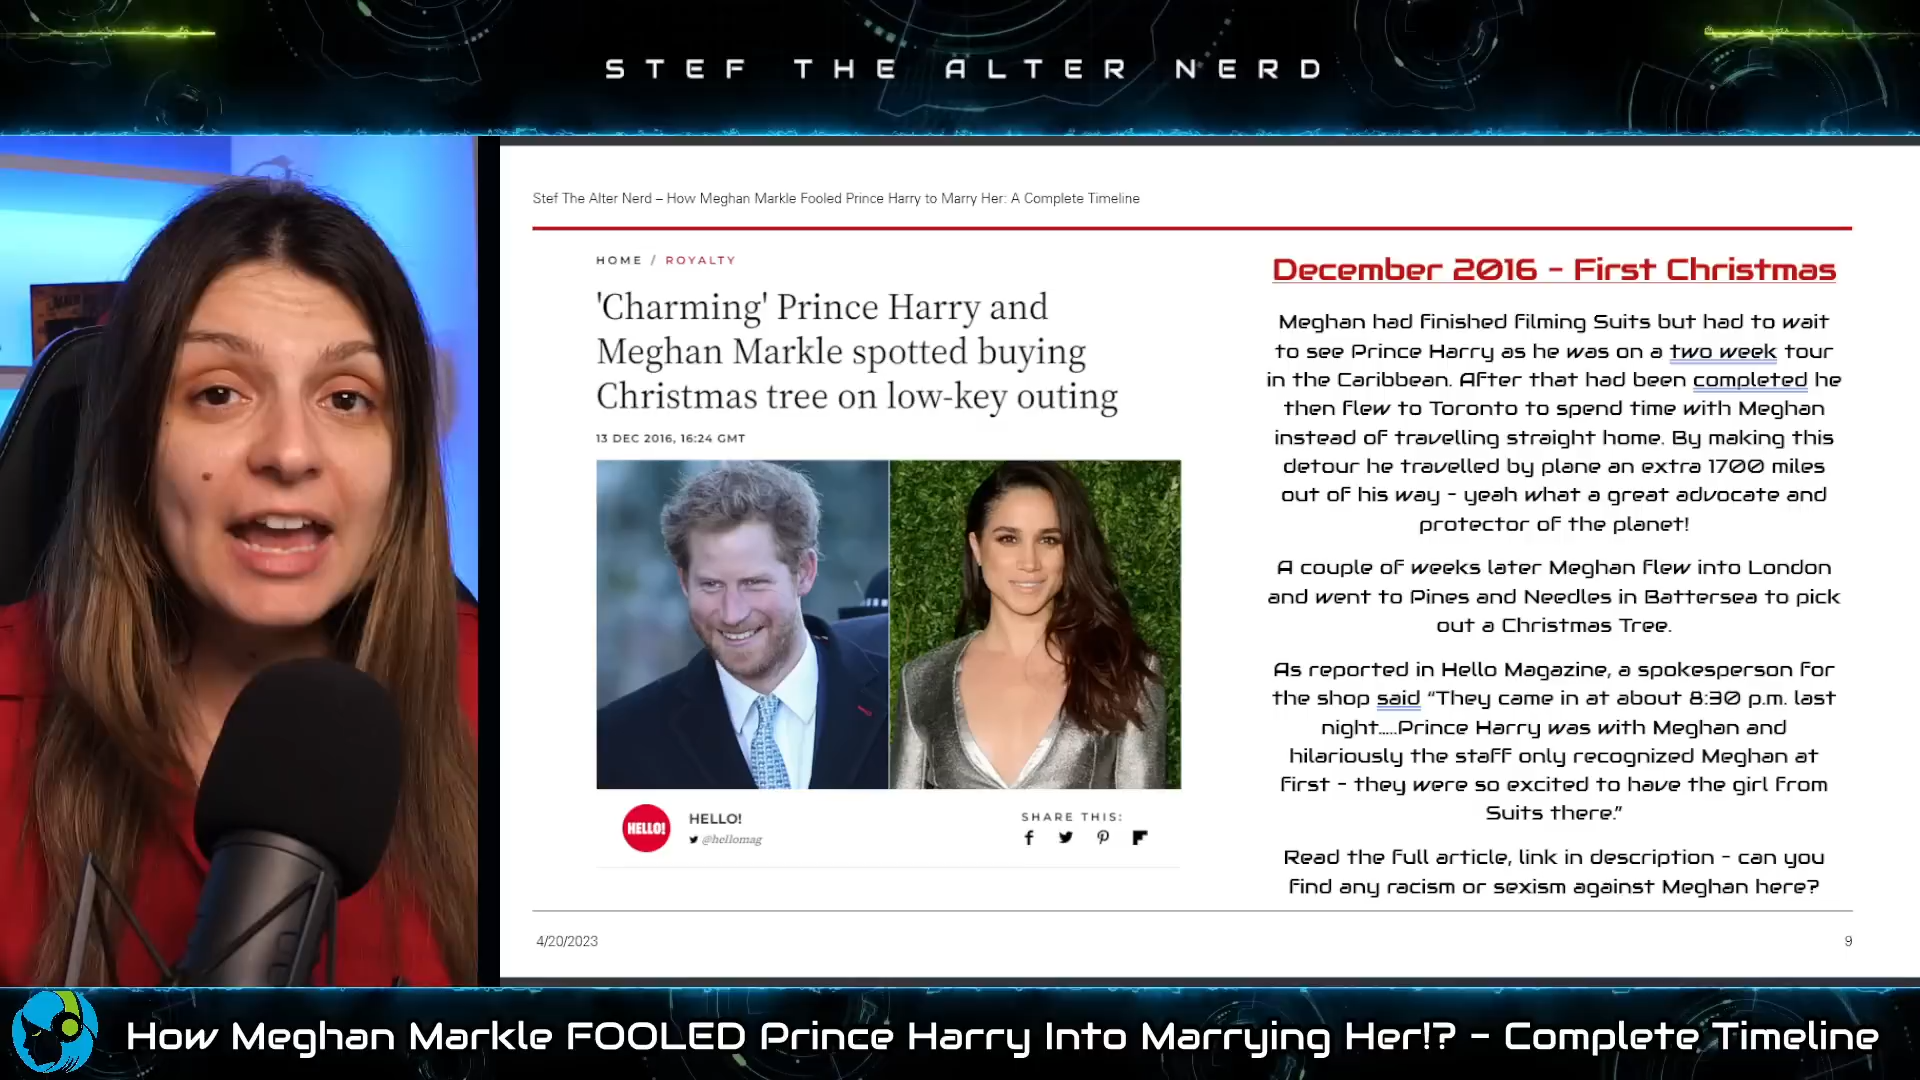 STEF THE ALTER NERD
Stef The Alter Nerd – How Meghan Markle Fooled Prince Harry to Marry Her: A Complete Timeline
HOME / ROYALTY
'Charming' Prince Harry and
Meghan Markle spotted buying
Christmas tree on low-key outing
13 DEC 2016, 16:24 GMT
HELLO!
HELLO!
@hellomag
SHARE THIS:
December 2016 - First Christmas
Meghan had finished filming Suits but had to wait
to see Prince Harry as he was on a two week tour
in the Caribbean. After that had been completed he
then flew to Toronto to spend time with Meghan
instead of travelling straight home. By making this
detour he travelled by plane an extra 1700 miles
out of his way - yeah what a great advocate and
protector of the planet!
A couple of weeks later Meghan flew into London
and went to Pines and Needles in Battersea to pick
out a Christmas Tree.
As reported in Hello Magazine, a spokesperson for
the shop said “They came in at about 8:30 p.m. last
night.....Prince Harry was with Meghan and
hilariously the staff only recognized Meghan at
first - they were so excited to have the girl from
Suits there.”
Read the full article, link in description - can you
find any racism or sexism against Meghan here?
4/20/2023
9
How Meghan Markle FOOLED Prince Harry Into Marrying Her!? - Complete Timeline